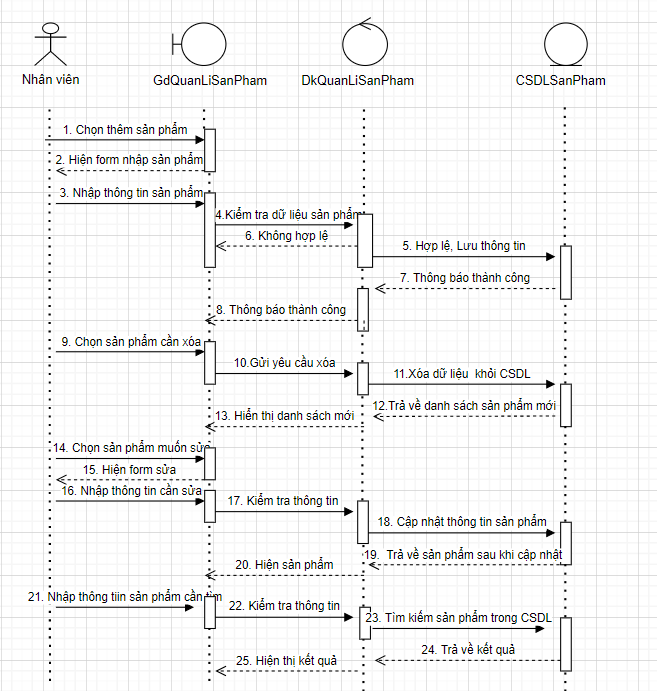 Nhân viên
GdQuanLiSanPham
DkQuanLiSanPham
CSDLSanPham
1. Chọn thêm sản phẩm
2. Hiện form nhập sản phẩm
3. Nhập thông tin sản phẩm
4.Kiểm tra dữ liệu sản phẩm
6. Không hợp lệ
5. Hợp lệ, Lưu thông tin
7. Thông báo thành công
8. Thông báo thành công
9. Chọn sản phẩm cần xóa
10.Gửi yêu cầu xóa
11.Xóa dữ liệu khỏi CSDL
12.Trả về danh sách sản phẩm mới
13. Hiển thị danh sách mới
14. Chọn sản phẩm muốn sửa
15. Hiện form sửa
16. Nhập thông tin cần sửa
17. Kiểm tra thông tin
18. Cập nhật thông tin sản phẩm
19. Trả về sản phẩm sau khi cập nhật
20. Hiện sản phẩm
21. Nhập thông tiin sản phẩm cần tìm
22. Kiểm tra thông tin
23. Tìm kiếm sản phẩm trong CSDL
24. Trả về kết quả
25. Hiện thị kết quả